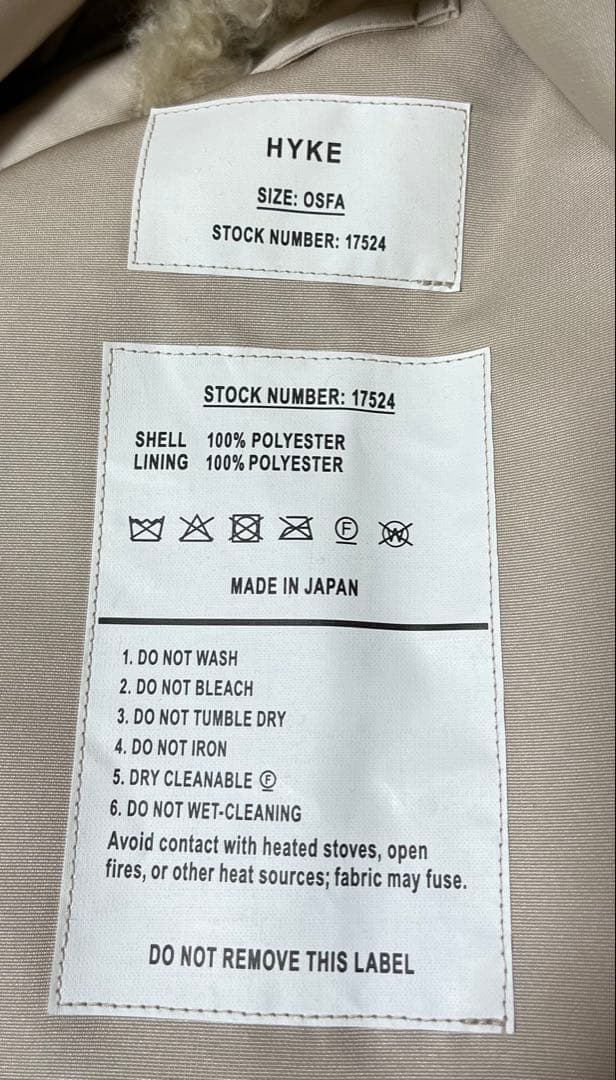 HYKE
SIZE: OSFA
STOCK NUMBER: 17524
STOCK NUMBER: 17524
SHELL 100% POLYESTER
LINING 100% POLYESTER
F W
MADE IN JAPAN
1. DO NOT WASH
2. DO NOT BLEACH
3. DO NOT TUMBLE DRY
4. DO NOT IRON
5. DRY CLEANABLE Ⓕ
6. DO NOT WET-CLEANING
Avoid contact with heated stoves, open
fires, or other heat sources; fabric may fuse.
DO NOT REMOVE THIS LABEL